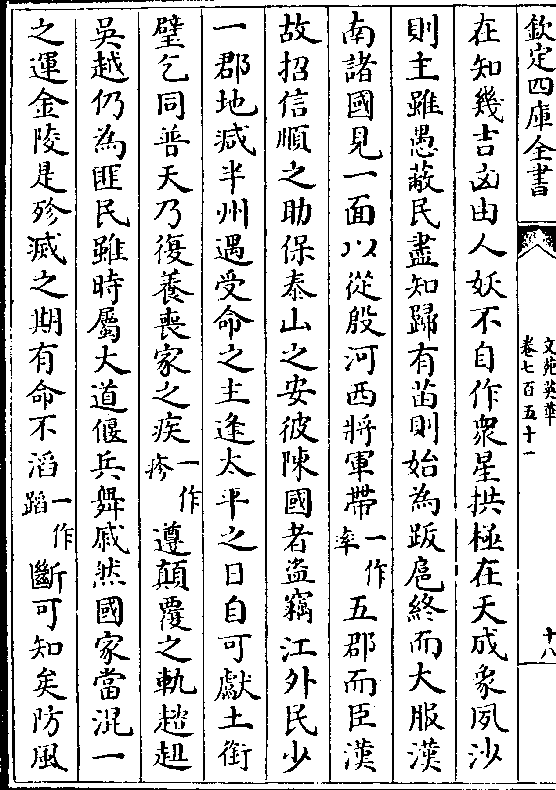 欽定四庫全書
文苑英華
卷七百五十一
十八
在知幾吉凶由人妖不自作衆星拱極在天成象夙沙
則主雖愚蔽民盡知歸有苗則始為跋扈終而大服漢
南諸國見一面以從殷河西將軍帶一作率五郡而臣漢
故招信順之助保泰山之安彼陳國者盜竊江外民少
一郡地减半州遇受命之主逢太平之日自可獻土銜
璧乞同普天乃復養喪家之疾一作疹遵顛覆之軌趑趄
吳越仍為匪民雖時屬大道偃兵舞戚然國家當混一
之運金陵是殄滅之期有命不滔一作蹈斷可知矣防風